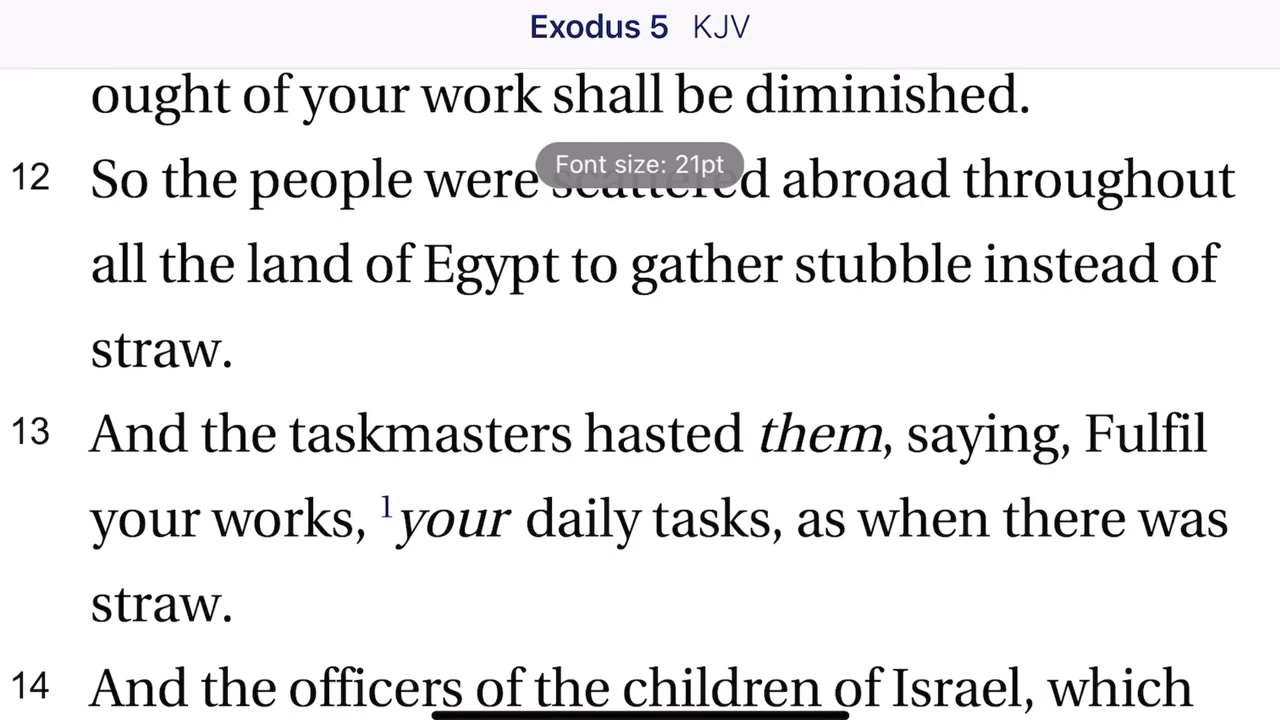 Exodus 5 KJV
ought of your work shall be diminished.
Font size: 21pt
12 So the people were scattered abroad throughout
all the land of Egypt to gather stubble instead of
straw.
13 And the taskmasters hasted them, saying, Fulfil
your works, 1your daily tasks, as when there was
straw.
14 And the officers of the children of Israel, which